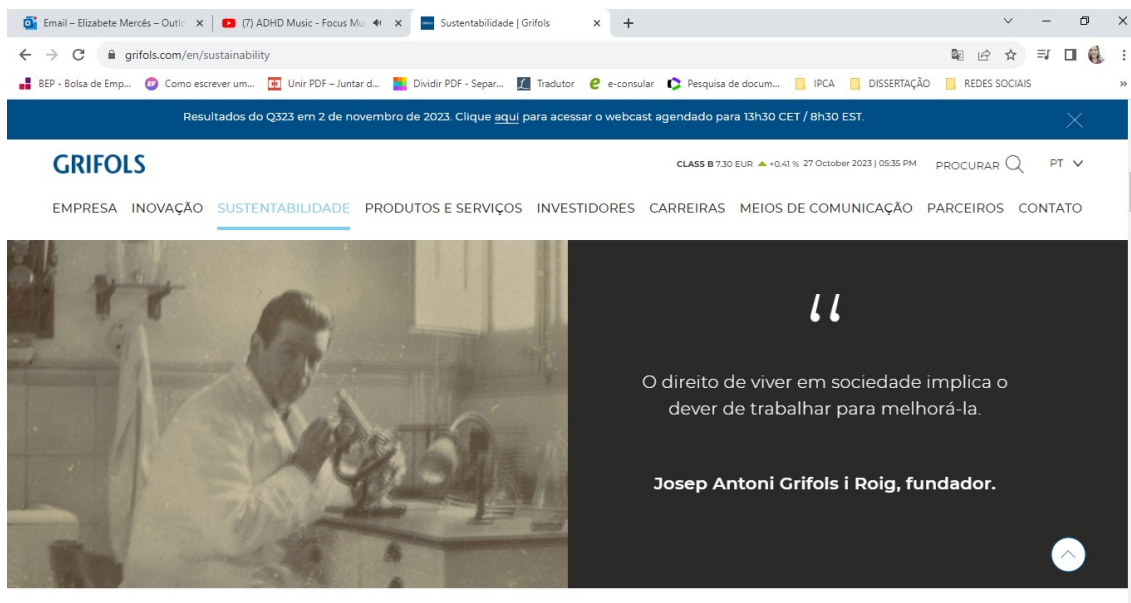 Email – Elizabete Mercês – Outlo
(7) ADHD Music - Focus Mu
Sustentabilidade | Grifols
grifols.com/en/sustainability
BEP - Bolsa de Emp...
Como escrever um...
Unir PDF – Juntar d...
Dividir PDF - Separ...
Tradutor
e-consular
Pesquisa de docum...
IPCA
DISSERTAÇÃO
REDES SOCIAIS
Resultados do Q323 em 2 de novembro de 2023. Clique aqui para acessar o webcast agendado para 13h30 CET / 8h30 EST.
GRIFOLS
CLASS B 7.30 EUR ▲ +0.41 % 27 October 2023 | 05:35 PM
PROCURAR
PT
EMPRESA INOVAÇÃO SUSTENTABILIDADE PRODUTOS E SERVIÇOS INVESTIDORES CARREIRAS MEIOS DE COMUNICAÇÃO PARCEIROS CONTATO
“
O direito de viver em sociedade implica o
dever de trabalhar para melhorá-la.
Josep Antoni Grifols i Roig, fundador.